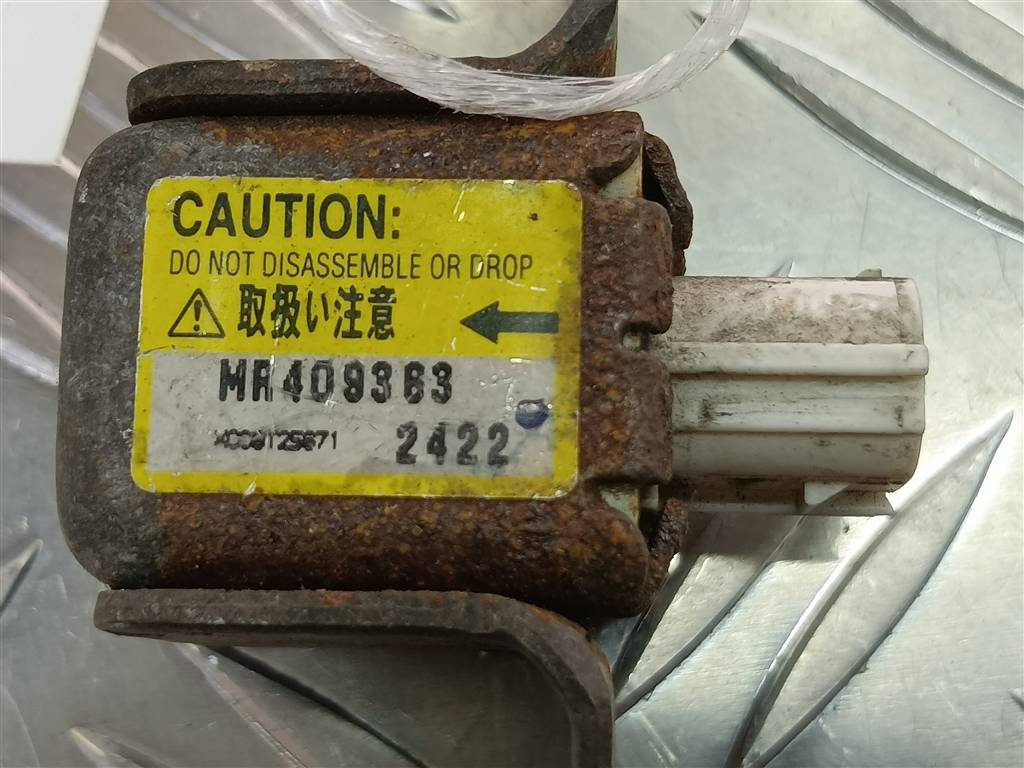 CAUTION:
DO NOT DISASSEMBLE OR DROP
取扱い注意
MR409363
2422